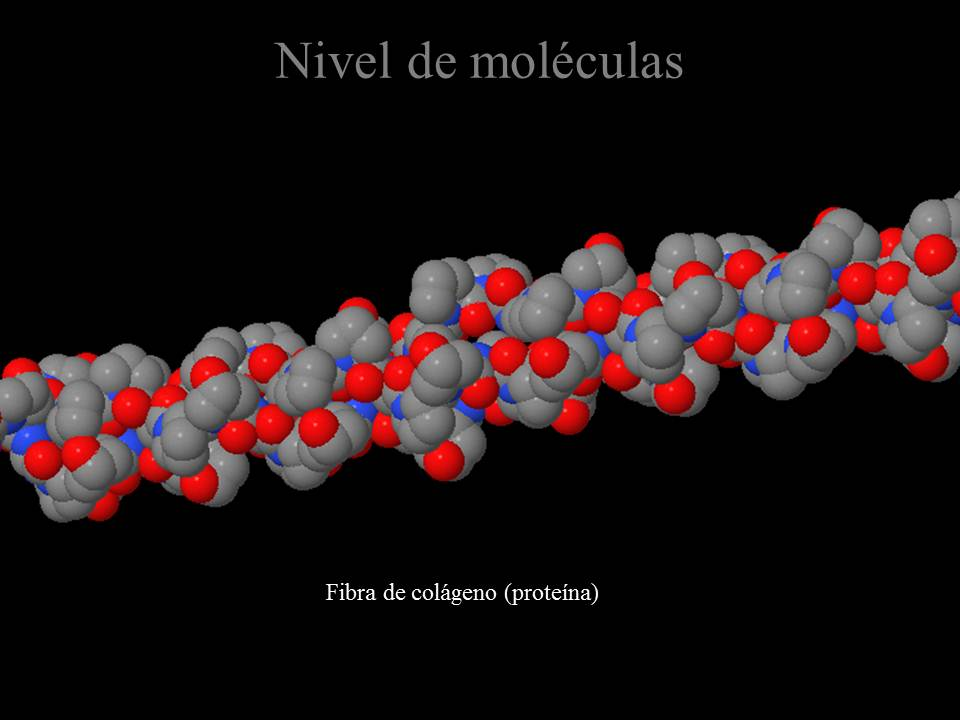 Nivel de moléculas
Fibra de colágeno (proteína)